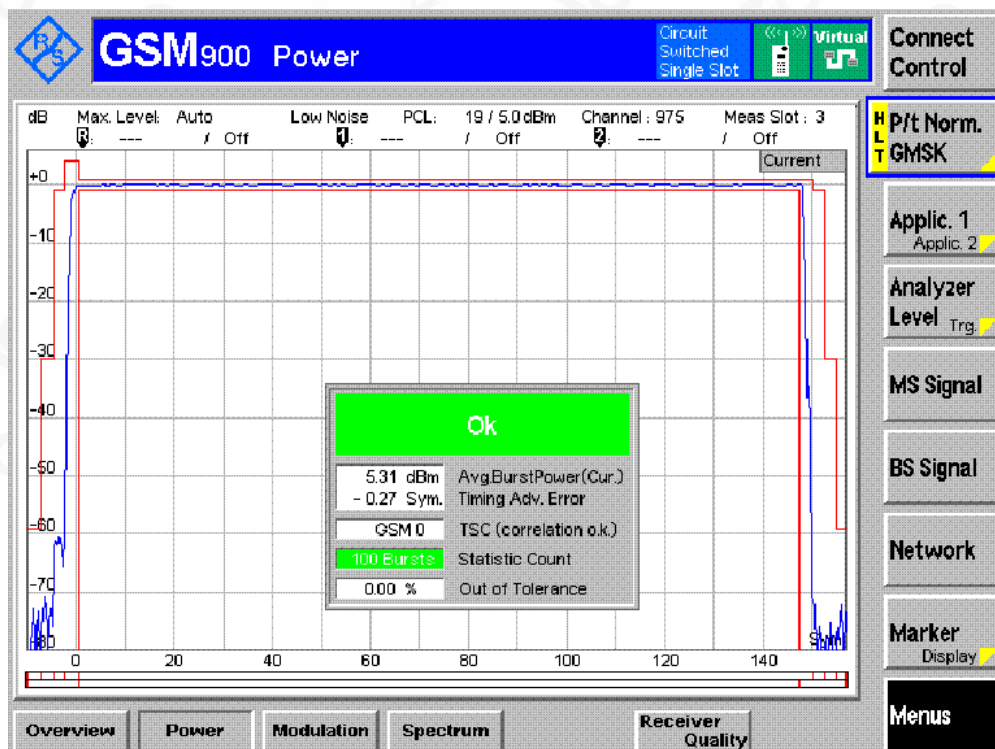 R/S
GSM900 Power
Circuit Switched Single Slot
Virtual
Connect Control
dB Max. Level: Auto Low Noise PCL: 19 / 5.0 dBm Channel : 975 Meas Slot : 3
R: --- / Off 1: --- / Off 2: --- / Off
Current
HLT
P/t Norm. GMSK
Applic. 1
Applic. 2
Analyzer Level Trg.
MS Signal
BS Signal
Network
Marker
Display
Menus
+0
-10
-20
-30
-40
-50
-60
-70
-80
Ok
5.31 dBm Avg.BurstPower(Cur.)
- 0.27 Sym. Timing Adv. Error
GSM 0 TSC (correlation o.k.)
100 Bursts Statistic Count
0.00 % Out of Tolerance
0 20 40 60 80 100 120 140
Overview Power Modulation Spectrum Receiver Quality